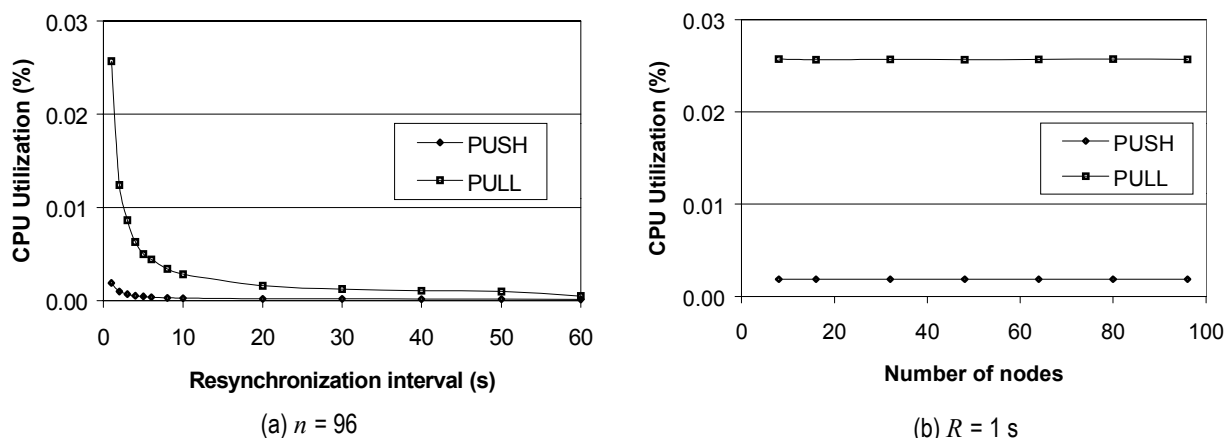 CPU Utilization (%)
0.03
0.02
0.01
0.00
PUSH
PULL
0 10 20 30 40 50 60
Resynchronization interval (s)
(a) n = 96
CPU Utilization (%)
0.03
0.02
0.01
0.00
PUSH
PULL
0 20 40 60 80 100
Number of nodes
(b) R = 1 s